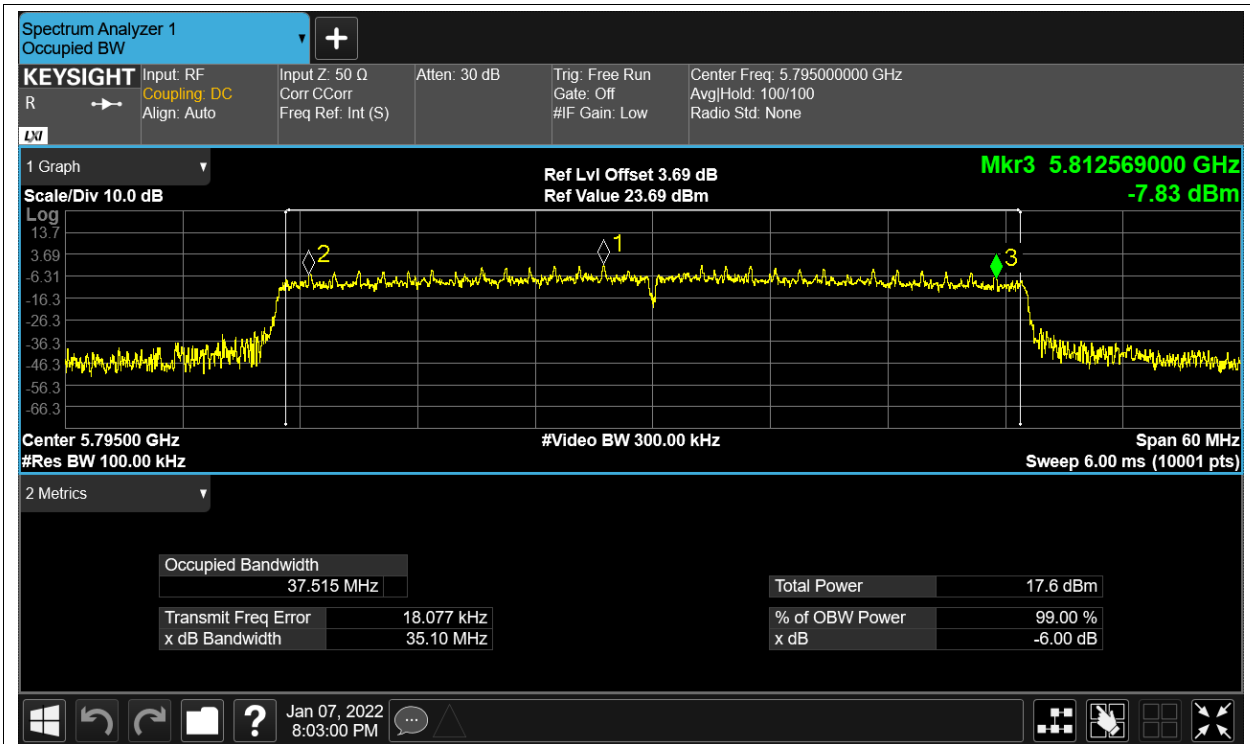 Spectrum Analyzer 1
Occupied BW
KEYSIGHT Input: RF Input Z: 50 Ω Atten: 30 dB Trig: Free Run Center Freq: 5.795000000 GHz
R Coupling: DC Corr CCorr Gate: Off Avg|Hold: 100/100
Align: Auto Freq Ref: Int (S) #IF Gain: Low Radio Std: None
LXI
1 Graph
Scale/Div 10.0 dB
Ref Lvl Offset 3.69 dB
Ref Value 23.69 dBm
Mkr3 5.812569000 GHz
-7.83 dBm
Log
13.7
3.69
-6.31
-16.3
-26.3
-36.3
-46.3
-56.3
-66.3
2
1
3
Center 5.79500 GHz #Video BW 300.00 kHz Span 60 MHz
#Res BW 100.00 kHz Sweep 6.00 ms (10001 pts)
2 Metrics
Occupied Bandwidth
37.515 MHz
Transmit Freq Error 18.077 kHz
x dB Bandwidth 35.10 MHz
Total Power 17.6 dBm
% of OBW Power 99.00 %
x dB -6.00 dB
?
Jan 07, 2022
8:03:00 PM